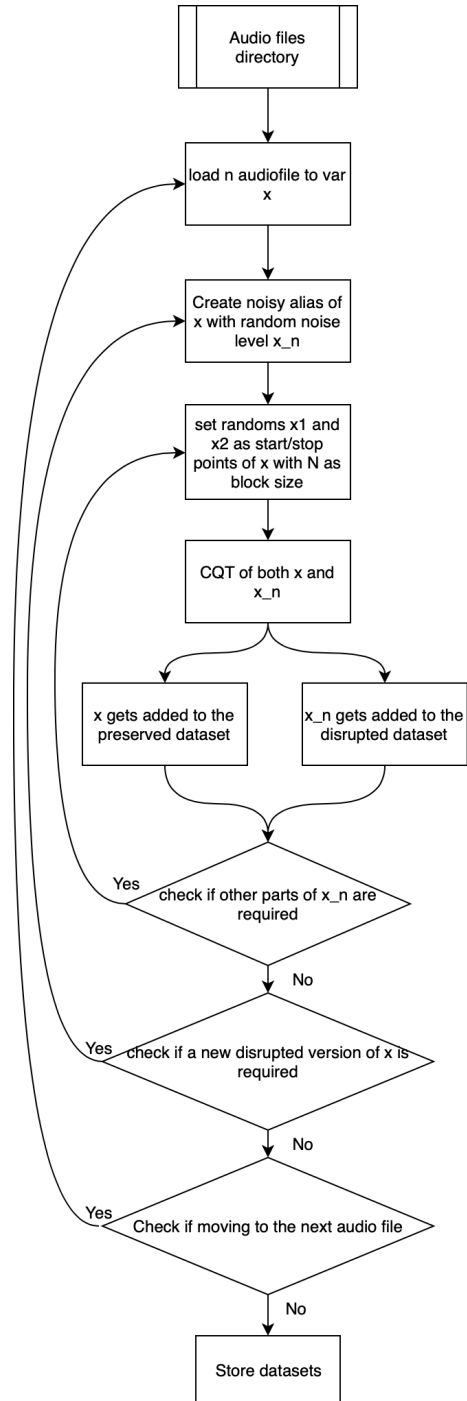 Audio files
directory
load n audiofile to var
x
Create noisy alias of
x with random noise
level x_n
set randoms x1 and
x2 as start/stop
points of x with N as
block size
CQT of both x and
x_n
x gets added to the
preserved dataset
x_n gets added to the
disrupted dataset
Yes
check if other parts of x_n are
required
No
Yes
check if a new disrupted version of x is
required
No
Yes
Check if moving to the next audio file
No
Store datasets